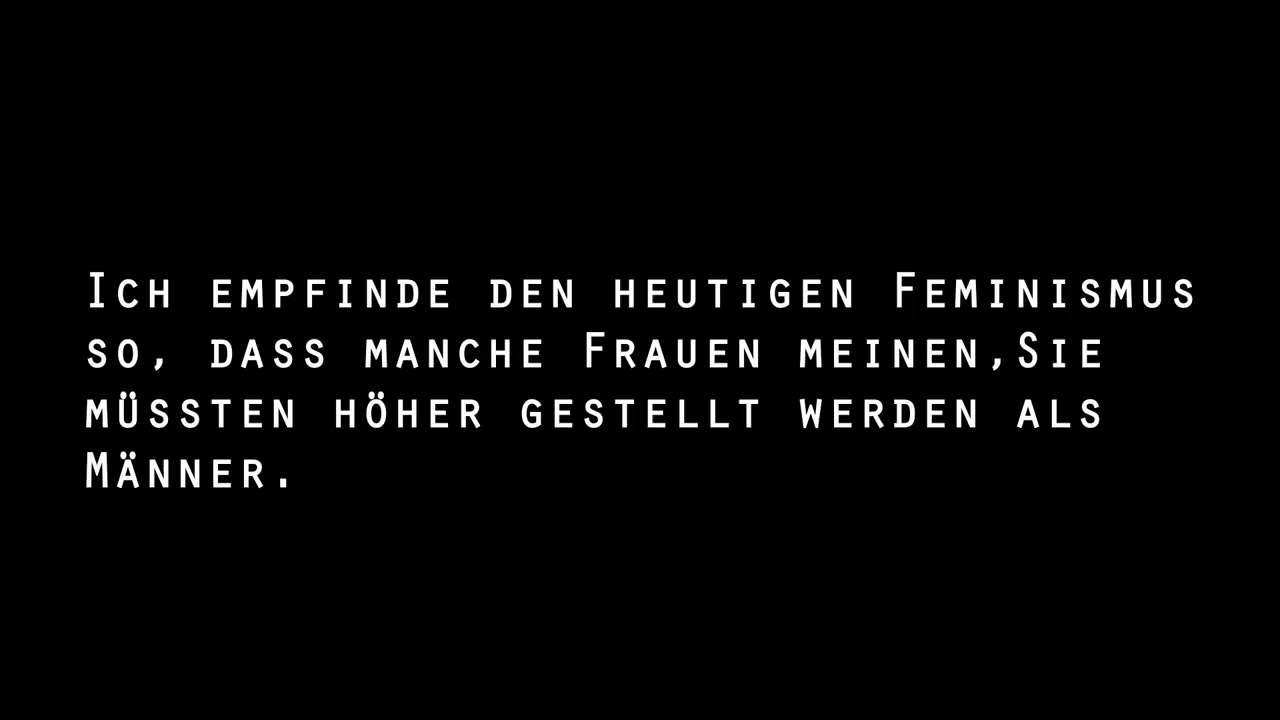 Ich empfinde den heutigen Feminismus
so, dass manche Frauen meinen,Sie
müssten höher gestellt werden als
Männer.